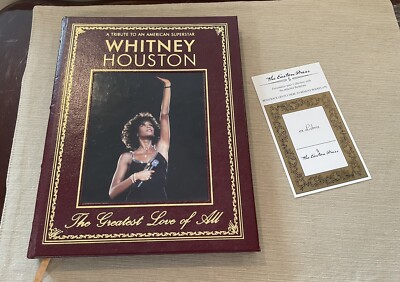 A TRIBUTE TO AN AMERICAN SUPERSTAR
WHITNEY
HOUSTON
The Greatest Love of All
The Easton Press
ex Libris
The Easton Press